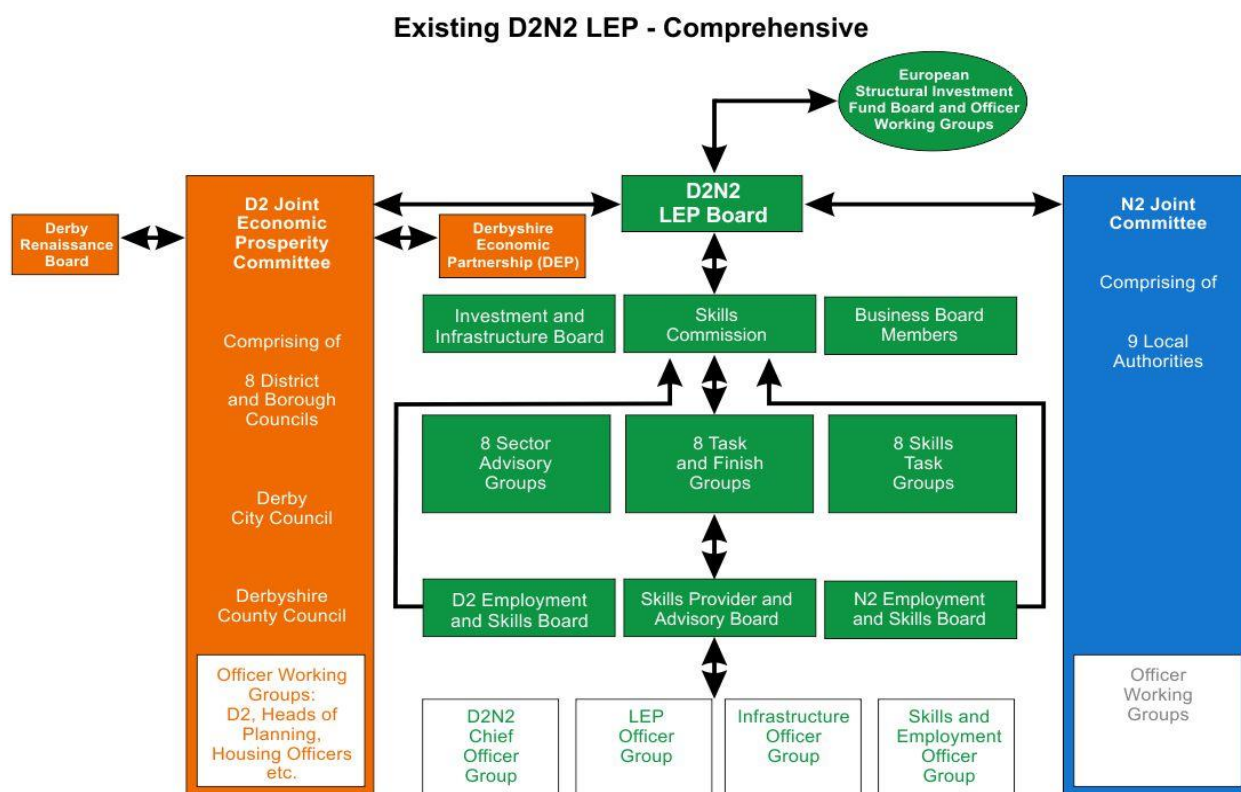 Existing D2N2 LEP - Comprehensive
European
Structural Investment
Fund Board and Officer
Working Groups
D2N2
LEP Board
D2 Joint
Economic
Prosperity
Committee
Comprising of
8 District
and Borough
Councils
Derby
City Council
Derbyshire
County Council
Officer Working
Groups:
D2, Heads of
Planning,
Housing Officers
etc.
Derby
Renaissance
Board
Derbyshire
Economic
Partnership (DEP)
N2 Joint
Committee
Comprising of
9 Local
Authorities
Officer
Working
Groups
Investment and
Infrastructure Board
Skills
Commission
Business Board
Members
8 Sector
Advisory
Groups
8 Task
and Finish
Groups
8 Skills
Task
Groups
D2 Employment
and Skills Board
Skills Provider and
Advisory Board
N2 Employment
and Skills Board
D2N2
Chief
Officer
Group
LEP
Officer
Group
Infrastructure
Officer
Group
Skills and
Employment
Officer
Group